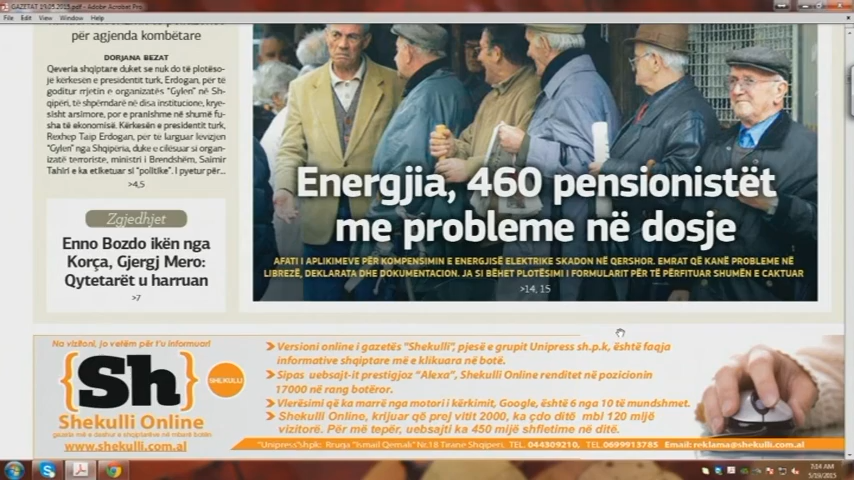 GAZETAT 19.05.2015.pdf - Adobe Acrobat Pro
File Edit View Window Help
për agjenda kombëtare
DORJANA BEZAT
Qeveria shqiptare duket se nuk do të plotëso-
je kërkesën e presidentit turk, Erdogan, për të
goditur rrjetin e organizatës "Gylen" në Sh-
qipëri, të shpërndarë në disa institucione, krye-
sisht arsimore, por e pranishme në shumë fu-
sha të ekonomisë. Kërkesën e presidentit turk,
Rexhep Taip Erdogan, për të larguar lëvizjen
"Gylen" nga Shqipëria, duke e cilësuar si organ-
izatë terroriste, ministri i Brendshëm, Saimir
Tahiri e ka etiketuar si "politike". I pyetur për...
>4,5
Zgjedhjet
Enno Bozdo ikën nga
Korça, Gjergj Mero:
Qytetarët u harruan
>7
Energjia, 460 pensionistët
me probleme në dosje
AFATI I APLIKIMEVE PËR KOMPENSIMIN E ENERGJISË ELEKTRIKE SKADON NË QERSHOR. EMRAT QË KANË PROBLEME NË
LIBREZË, DEKLARATA DHE DOKUMENTACION. JA SI BËHET PLOTËSIMI I FORMULARIT PËR TË PËRFITUAR SHUMËN E CAKTUAR
>14, 15
Na vizitoni, jo vetëm për t'u informuar!
{Sh}
SHEKULLI
Shekulli Online
www.shekulli.com.al
Versioni online i gazetës "Shekulli", pjesë e grupit Unipress sh.p.k, është faqja
informative shqiptare më e klikuara në botë.
Sipas uebsajt-it prestigjoz "Alexa", Shekulli Online renditet në pozicionin
17000 në rang botëror.
Vlerësimi që ka marrë nga motori i kërkimit, Google, është 6 nga 10 të mundshmet.
Shekulli Online, krijuar që prej vitit 2000, ka çdo ditë mbi 120 mijë
vizitorë. Për më tepër, uebsajti ka 450 mijë shfletime në ditë.
"Unipress"shpk: Rruga "Ismail Qemali" Nr.18 Tirane Shqiperi, TEL. 044309210, TEL.0699913785 Email: reklama@shekulli.com.al
7:14 AM
5/19/2015